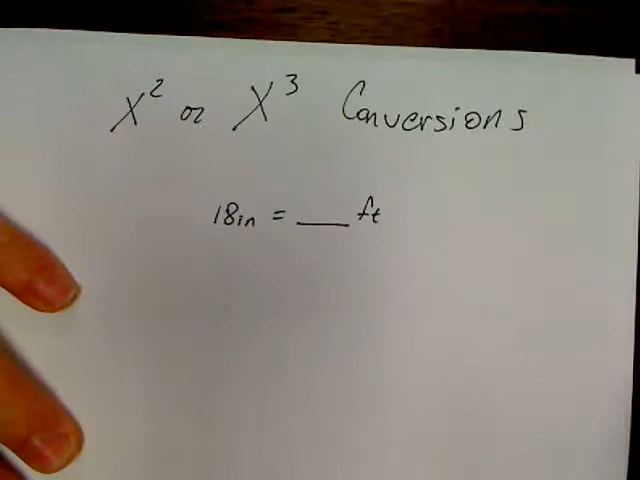 X² or X³ Conversions
18in = ___ ft